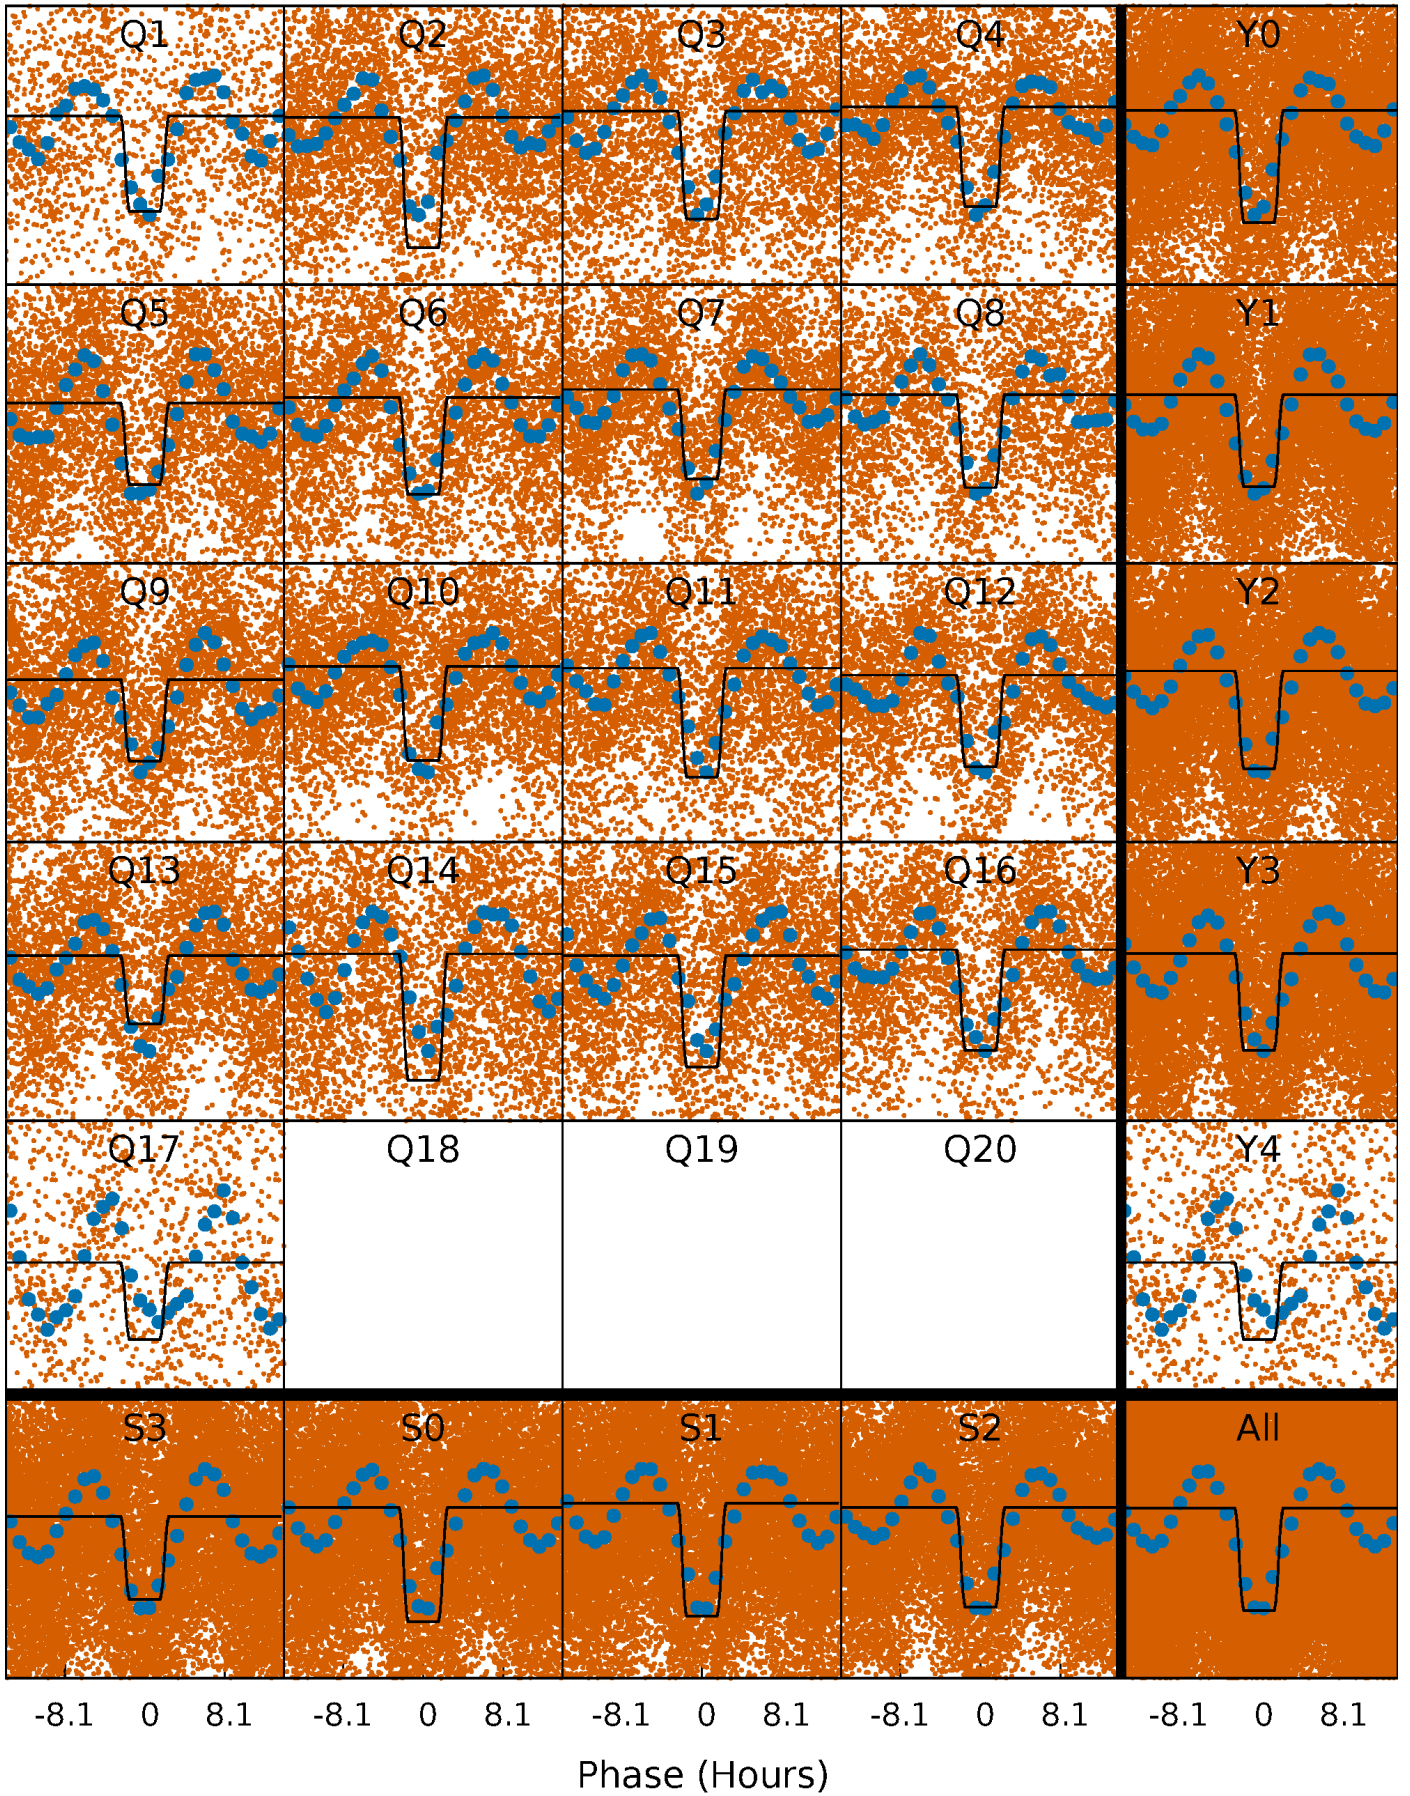 Q1 Q2 Q3 Q4 Y0
Q5 Q6 Q7 Q8 Y1
Q9 Q10 Q11 Q12 Y2
Q13 Q14 Q15 Q16 Y3
Q17 Q18 Q19 Q20 Y4
S3 S0 S1 S2 All
-8.1 0 8.1 -8.1 0 8.1 -8.1 0 8.1 -8.1 0 8.1 -8.1 0 8.1
Phase (Hours)